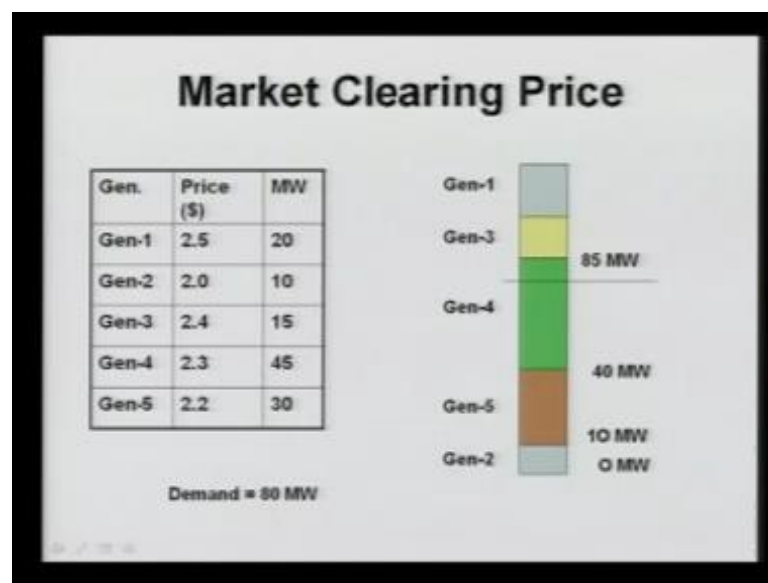 Market Clearing Price
Gen. Price MW
($)
Gen-1 2.5 20
Gen-2 2.0 10
Gen-3 2.4 15
Gen-4 2.3 45
Gen-5 2.2 30
Demand = 80 MW
Gen-1
Gen-3
85 MW
Gen-4
40 MW
Gen-5
10 MW
Gen-2
0 MW